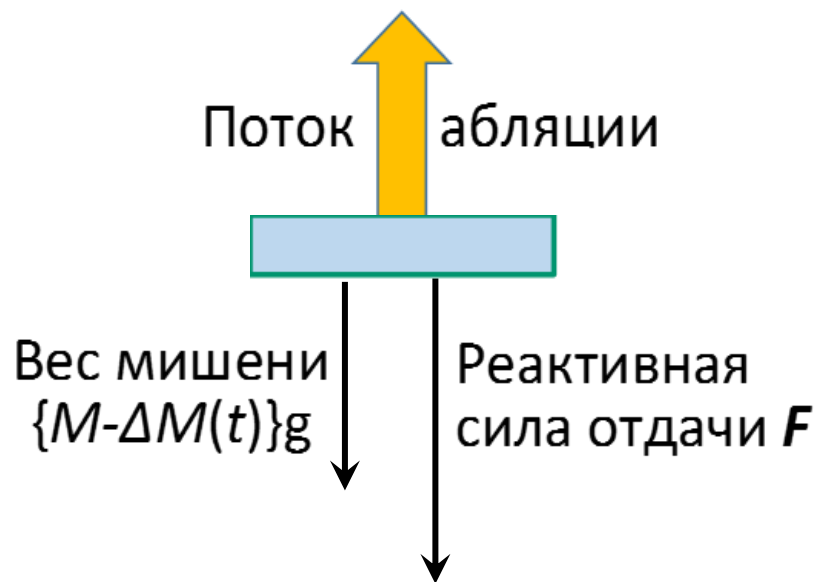 Поток абляции
Вес мишени
{M-ΔM(t)}g
Реактивная
сила отдачи F